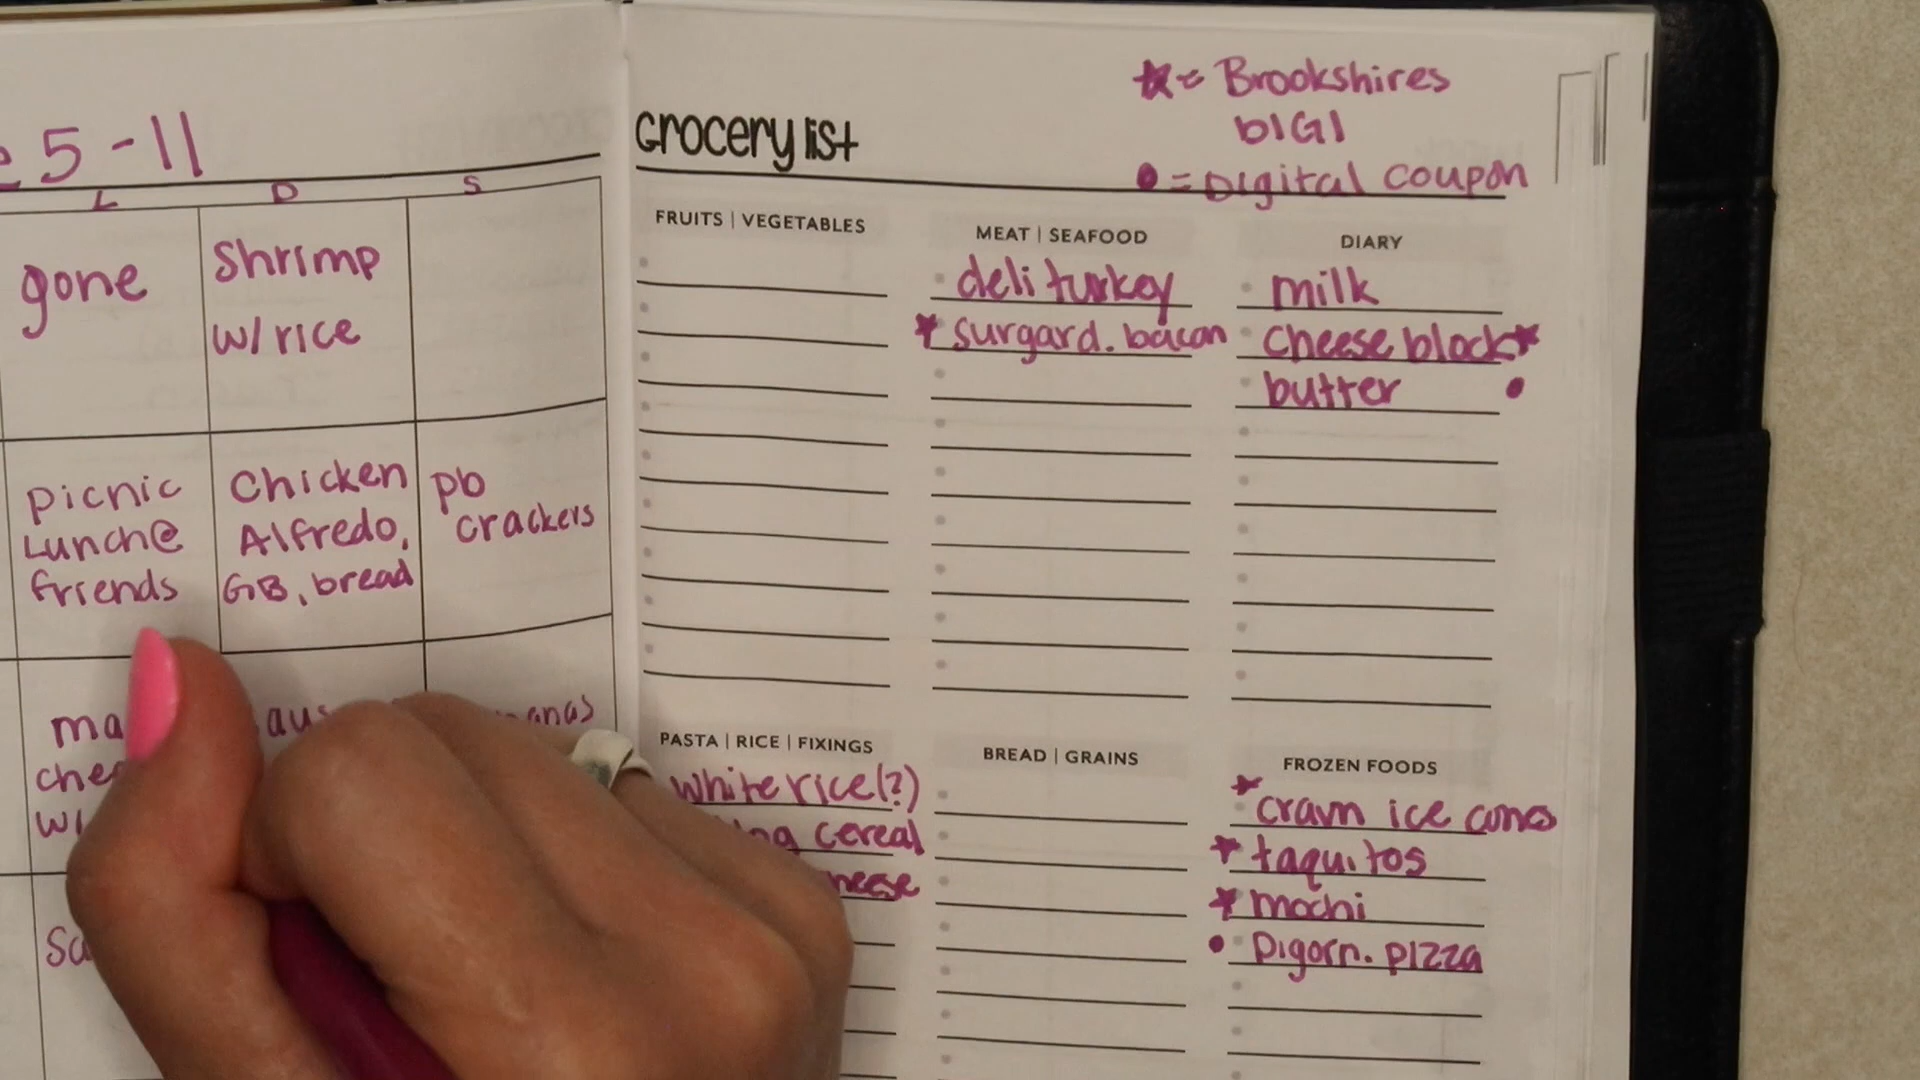 5-11
L D S
gone
shrimp
w/rice
picnic
Lunch@
friends
Chicken
Alfredo,
GB, bread
pb
crackers
Grocery list
★= Brookshires
b1G1
● = Digital coupon
FRUITS | VEGETABLES
MEAT | SEAFOOD
deli turkey
★ surgard. bacon
DIARY
milk
cheese block★
butter ●
PASTA | RICE | FIXINGS
white rice(?)
cereal
BREAD | GRAINS
FROZEN FOODS
★
cravn ice cones
★ taquitos
★ mochi
● Digorn. pizza